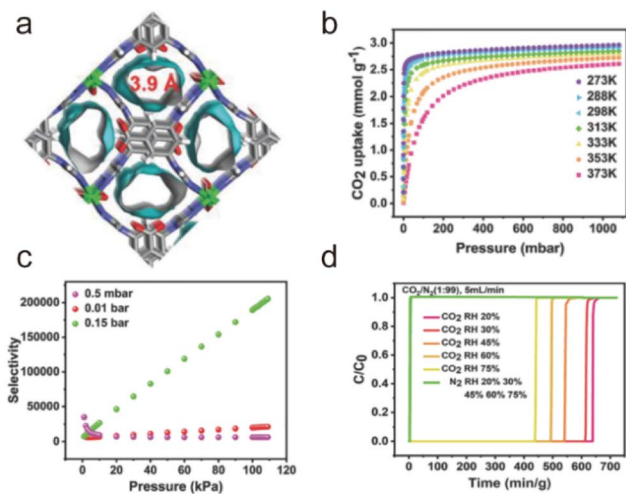 a
3.9 Å
b
CO₂ uptake (mmol g⁻¹)
3.0
2.5
2.0
1.5
1.0
0.5
0.0
273K
288K
298K
313K
333K
353K
373K
0 200 400 600 800 1000
Pressure (mbar)
c
Selectivity
200000
150000
100000
50000
0
0.5 mbar
0.01 bar
0.15 bar
0 20 40 60 80 100 120
Pressure (kPa)
d
C/C₀
1.0
0.8
0.6
0.4
0.2
0.0
CO₂/N₂(1:99), 5mL/min
CO₂ RH 20%
CO₂ RH 30%
CO₂ RH 45%
CO₂ RH 60%
CO₂ RH 75%
N₂ RH 20% 30%
45% 60% 75%
0 100 200 300 400 500 600 700
Time (min/g)